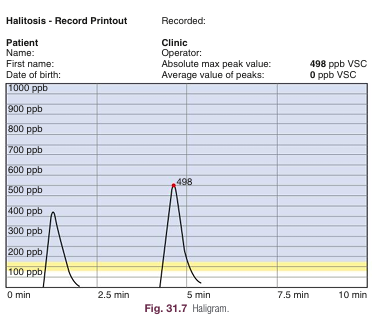 Halitosis - Record Printout Recorded:
Patient Clinic
Name: Operator:
First name: Absolute max peak value: 498 ppb VSC
Date of birth: Average value of peaks: 0 ppb VSC
1000 ppb
900 ppb
800 ppb
700 ppb
600 ppb
500 ppb
498
400 ppb
300 ppb
200 ppb
100 ppb
0 min 2.5 min 5 min 7.5 min 10 min
Fig. 31.7 Haligram.